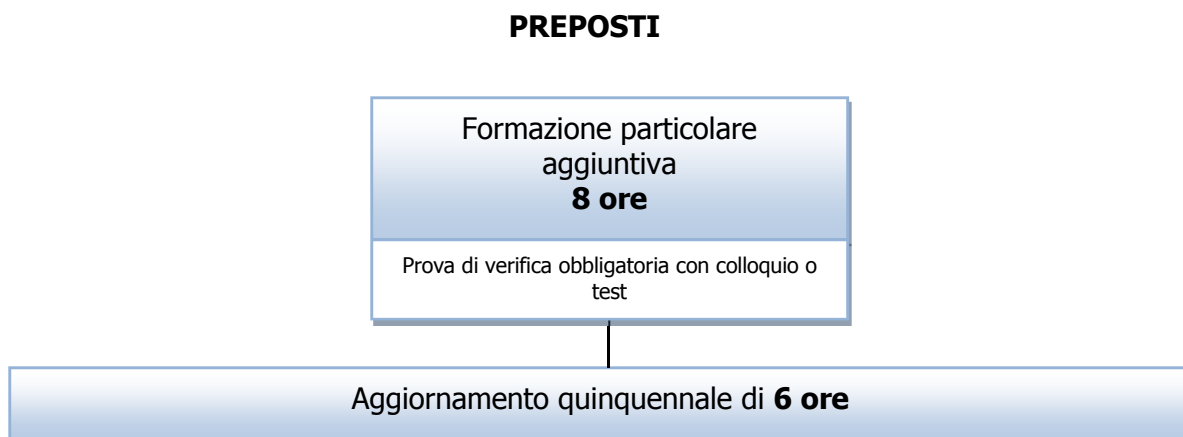 PREPOSTI
Formazione particolare
aggiuntiva
8 ore
Prova di verifica obbligatoria con colloquio o
test
Aggiornamento quinquennale di 6 ore